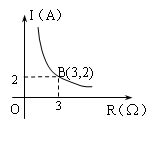 I (A)
B(3,2)
2
O
3
R(Ω)